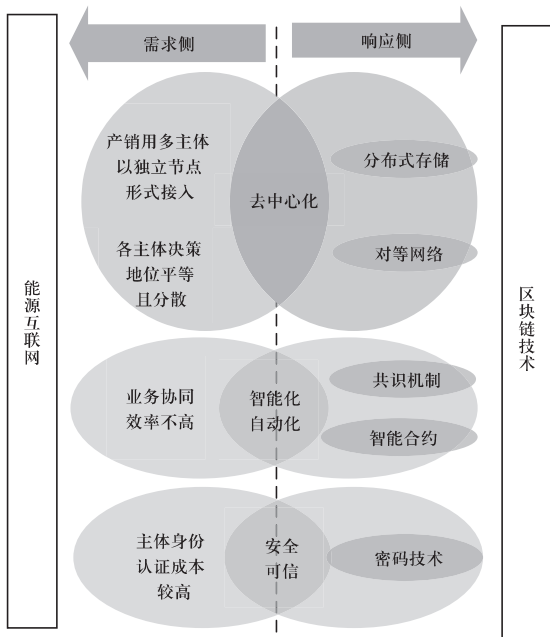 需求侧
响应侧
产销用多主体
以独立节点
形式接入
去中心化
分布式存储
各主体决策
地位平等
且分散
对等网络
能源互联网
区块链技术
业务协同
效率不高
智能化
自动化
共识机制
智能合约
主体身份
认证成本
较高
安全
可信
密码技术